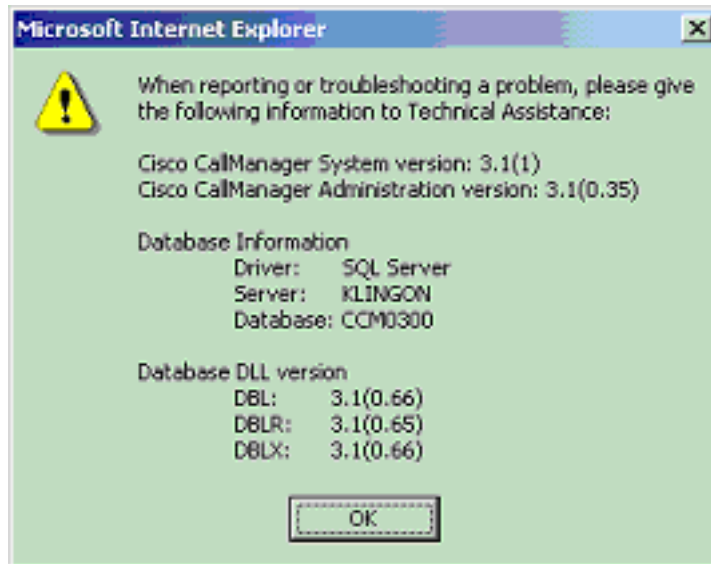 Microsoft Internet Explorer
When reporting or troubleshooting a problem, please give
the following information to Technical Assistance:
Cisco CallManager System version: 3.1(1)
Cisco CallManager Administration version: 3.1(0.35)
Database Information
Driver: SQL Server
Server: KLINGON
Database: CCM0300
Database DLL version
DBL: 3.1(0.66)
DBLR: 3.1(0.65)
DBLX: 3.1(0.66)
OK